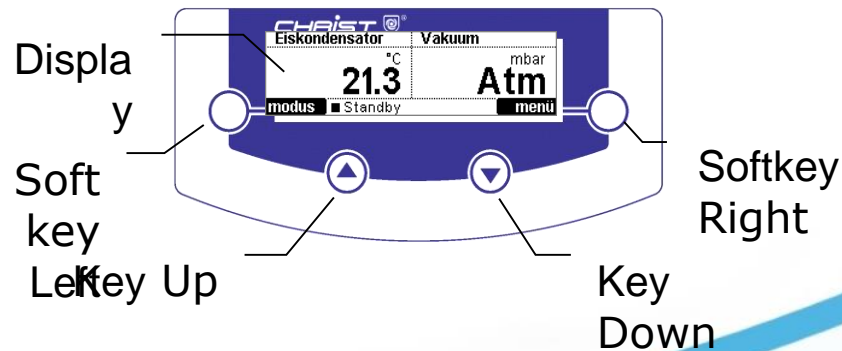 CHRIST
Eiskondensator Vakuum
°C mbar
21.3 Atm
modus ■ Standby menü
Displa
y
Soft
key
Left
Key Up
Softkey
Right
Key
Down